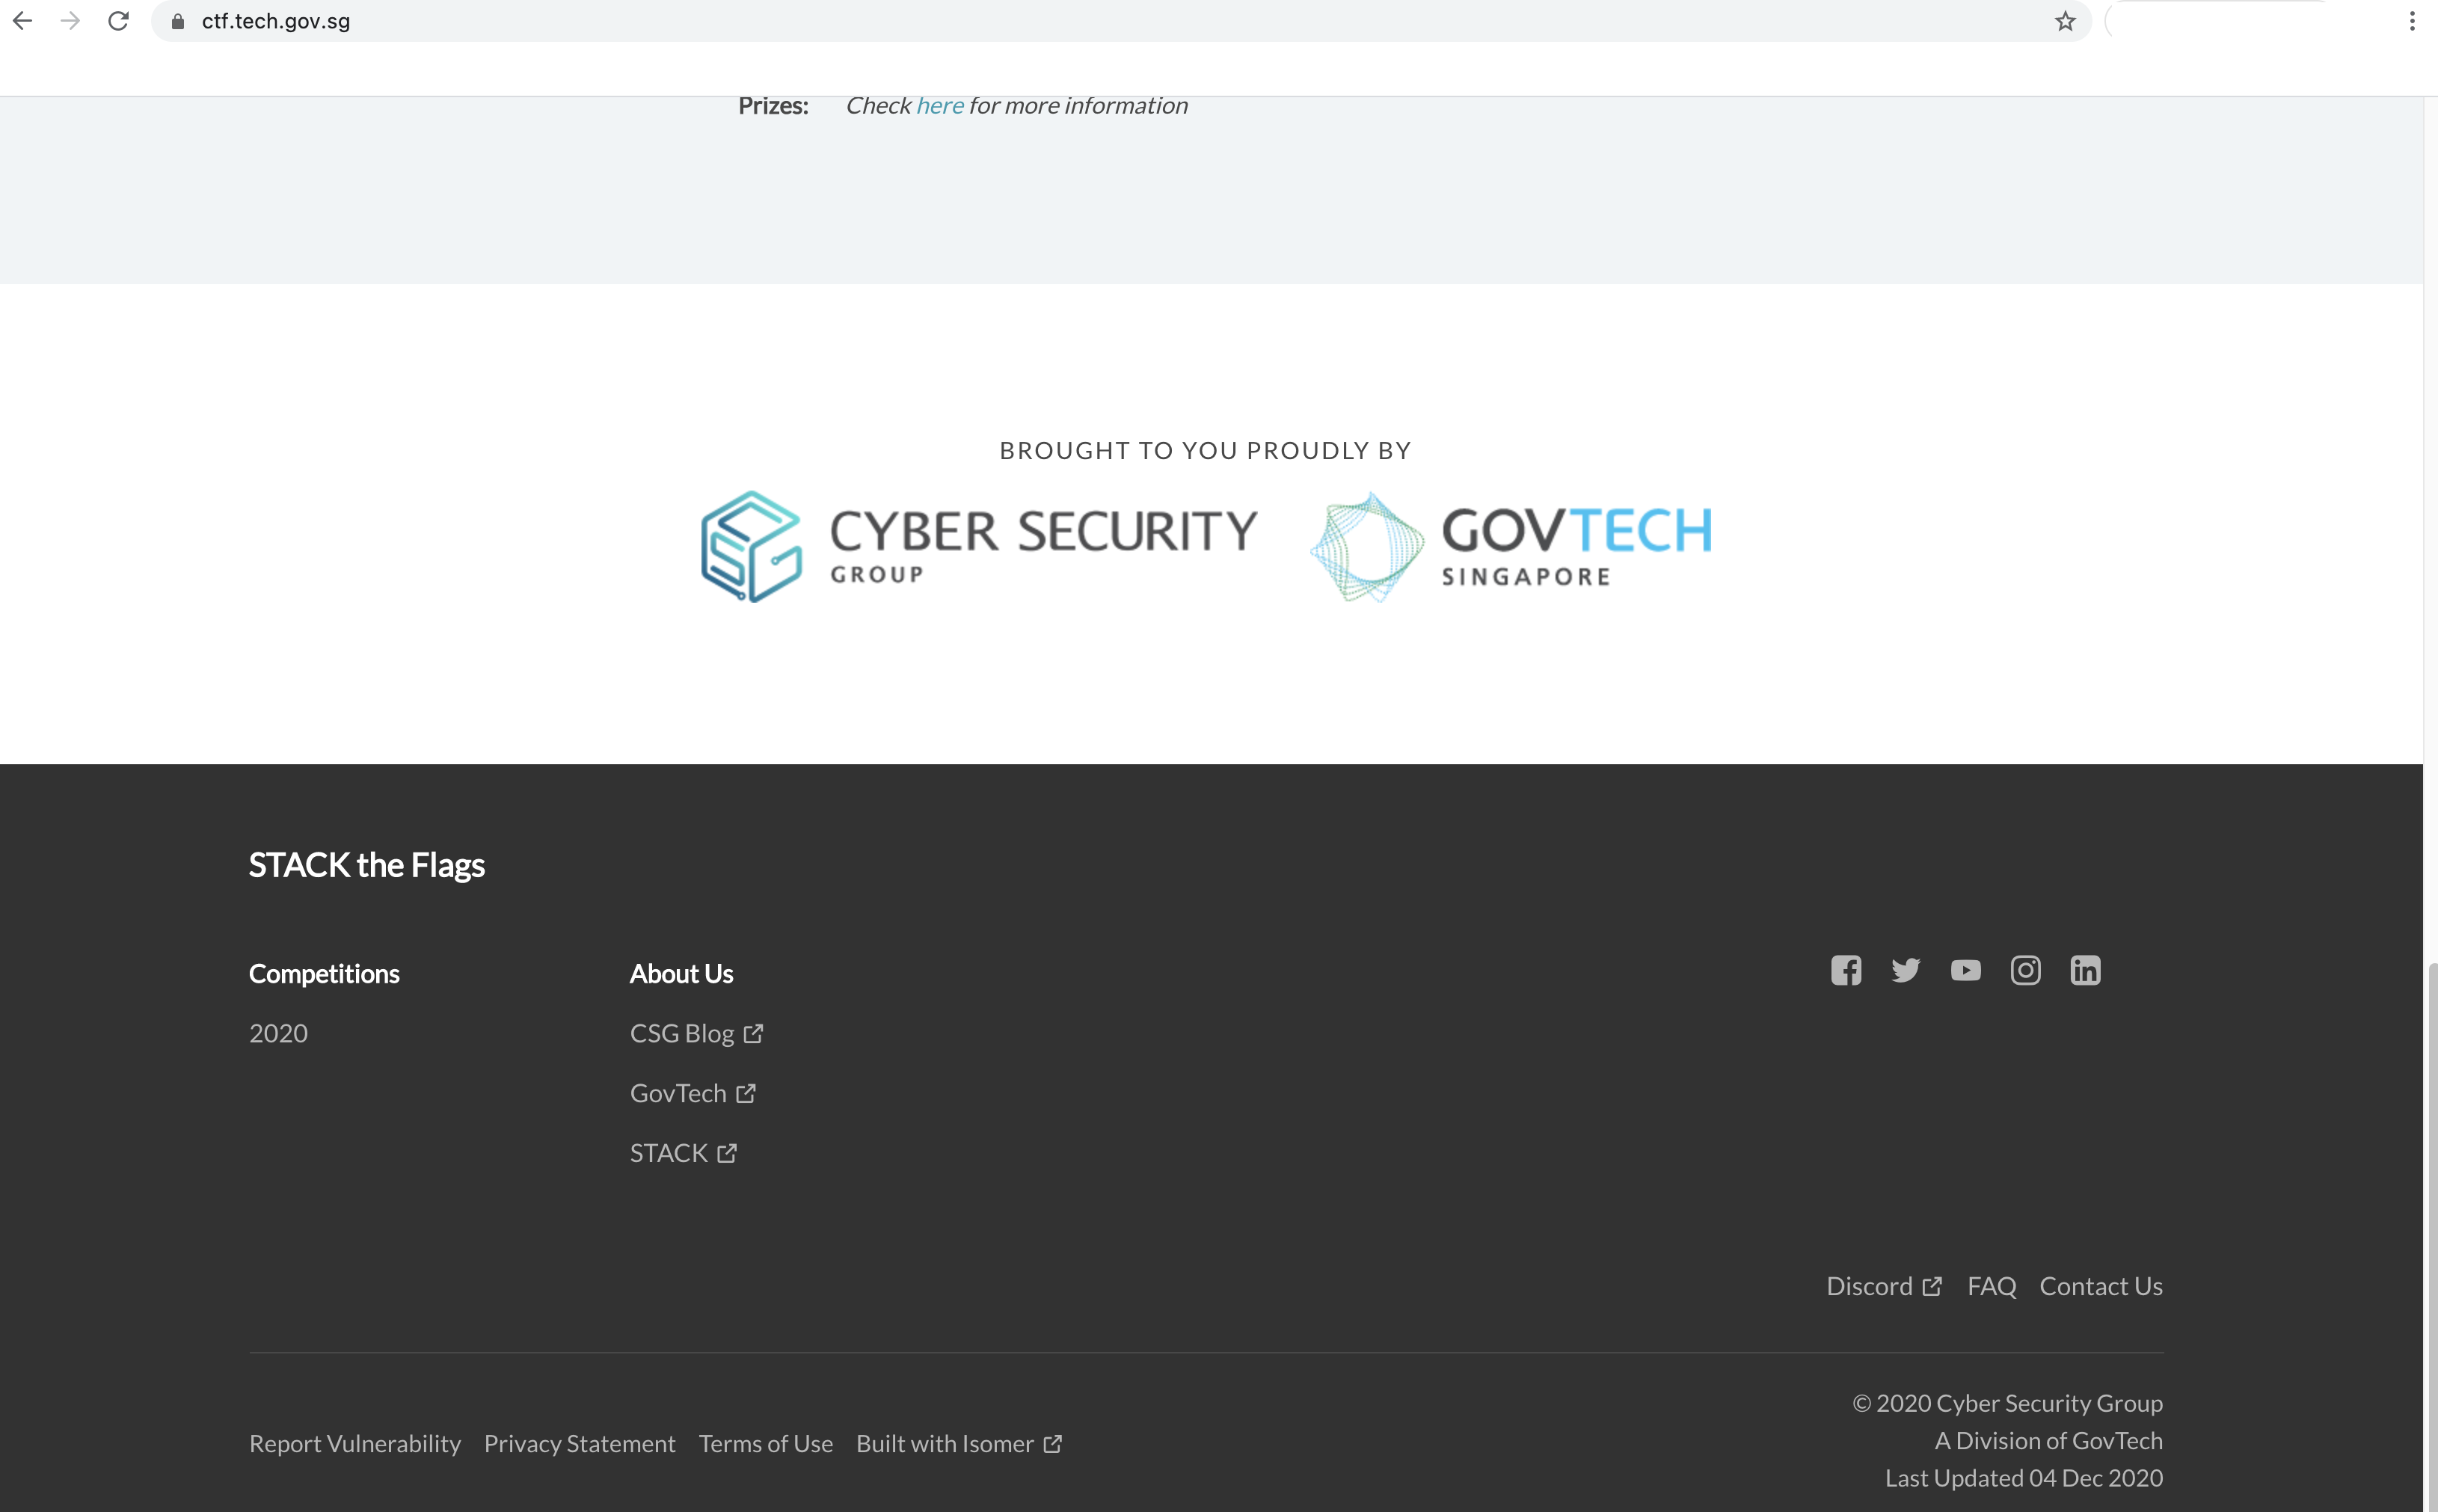 ctf.tech.gov.sg
Prizes: Check here for more information
BROUGHT TO YOU PROUDLY BY
CYBER SECURITY
GROUP
GOVTECH
SINGAPORE
STACK the Flags
Competitions
2020
About Us
CSG Blog
GovTech
STACK
Discord FAQ Contact Us
Report Vulnerability Privacy Statement Terms of Use Built with Isomer
© 2020 Cyber Security Group
A Division of GovTech
Last Updated 04 Dec 2020